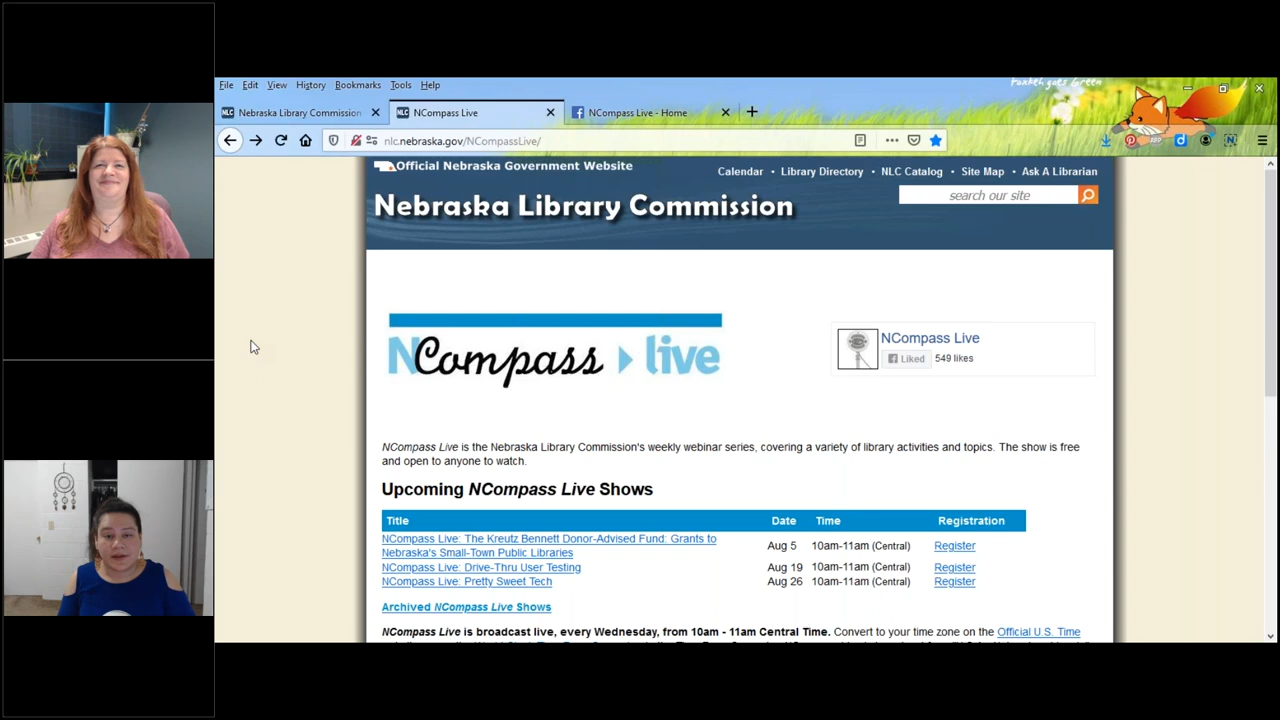 Foxkeh goes Green
File Edit View History Bookmarks Tools Help
NLC Nebraska Library Commission
NLC NCompass Live
NCompass Live - Home
nlc.nebraska.gov/NCompassLive/
Official Nebraska Government Website
Calendar • Library Directory • NLC Catalog • Site Map • Ask A Librarian
search our site
Nebraska Library Commission
NCompass live
NCompass Live
Liked 549 likes
NCompass Live is the Nebraska Library Commission's weekly webinar series, covering a variety of library activities and topics. The show is free
and open to anyone to watch.
Upcoming NCompass Live Shows
Title Date Time Registration
NCompass Live: The Kreutz Bennett Donor-Advised Fund: Grants to
Nebraska's Small-Town Public Libraries Aug 5 10am-11am (Central) Register
NCompass Live: Drive-Thru User Testing Aug 19 10am-11am (Central) Register
NCompass Live: Pretty Sweet Tech Aug 26 10am-11am (Central) Register
Archived NCompass Live Shows
NCompass Live is broadcast live, every Wednesday, from 10am - 11am Central Time. Convert to your time zone on the Official U.S. Time